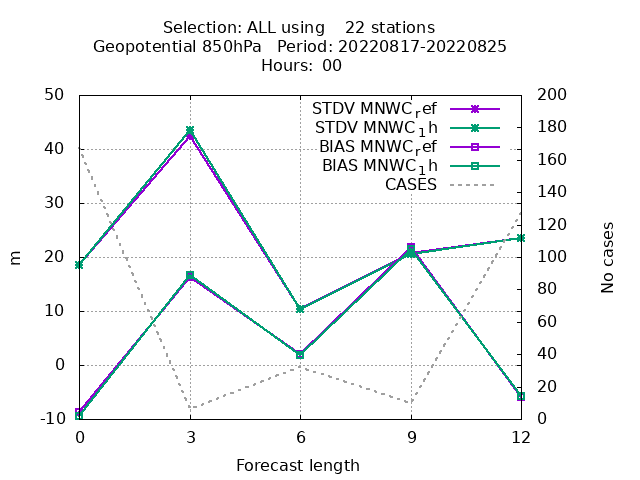 Selection: ALL using    22 stations
Geopotential 850hPa   Period: 20220817-20220825
Hours: 00
STDV MNWC_ref
STDV MNWC_1h
BIAS MNWC_ref
BIAS MNWC_1h
CASES
50
40
30
20
10
0
-10
m
200
180
160
140
120
100
80
60
40
20
0
No cases
0 3 6 9 12
Forecast length